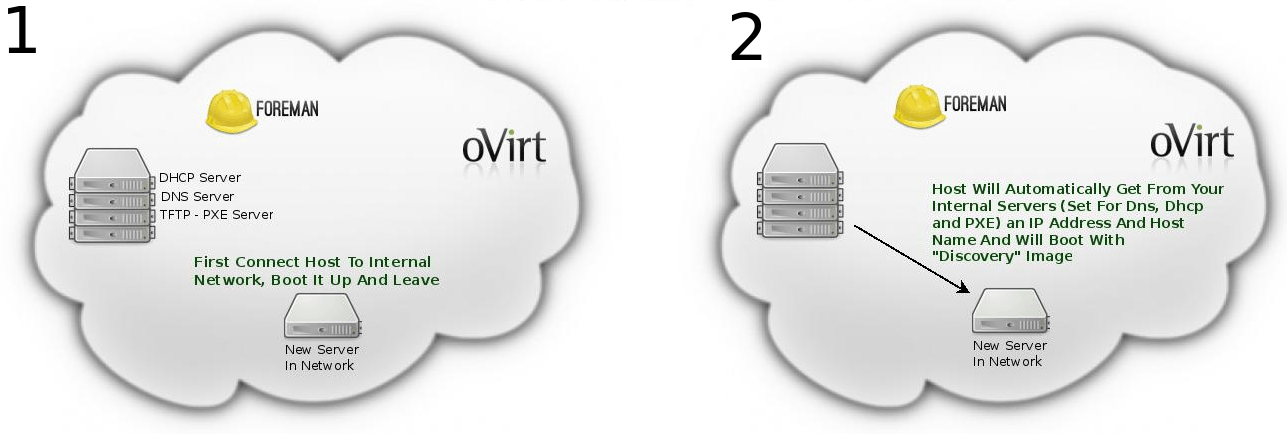 1
FOREMAN
oVirt
DHCP Server
DNS Server
TFTP - PXE Server
First Connect Host To Internal
Network, Boot It Up And Leave
New Server
In Network
2
FOREMAN
oVirt
Host Will Automatically Get From Your
Internal Servers (Set For Dns, Dhcp
and PXE) an IP Address And Host
Name And Will Boot With
"Discovery" Image
New Server
In Network